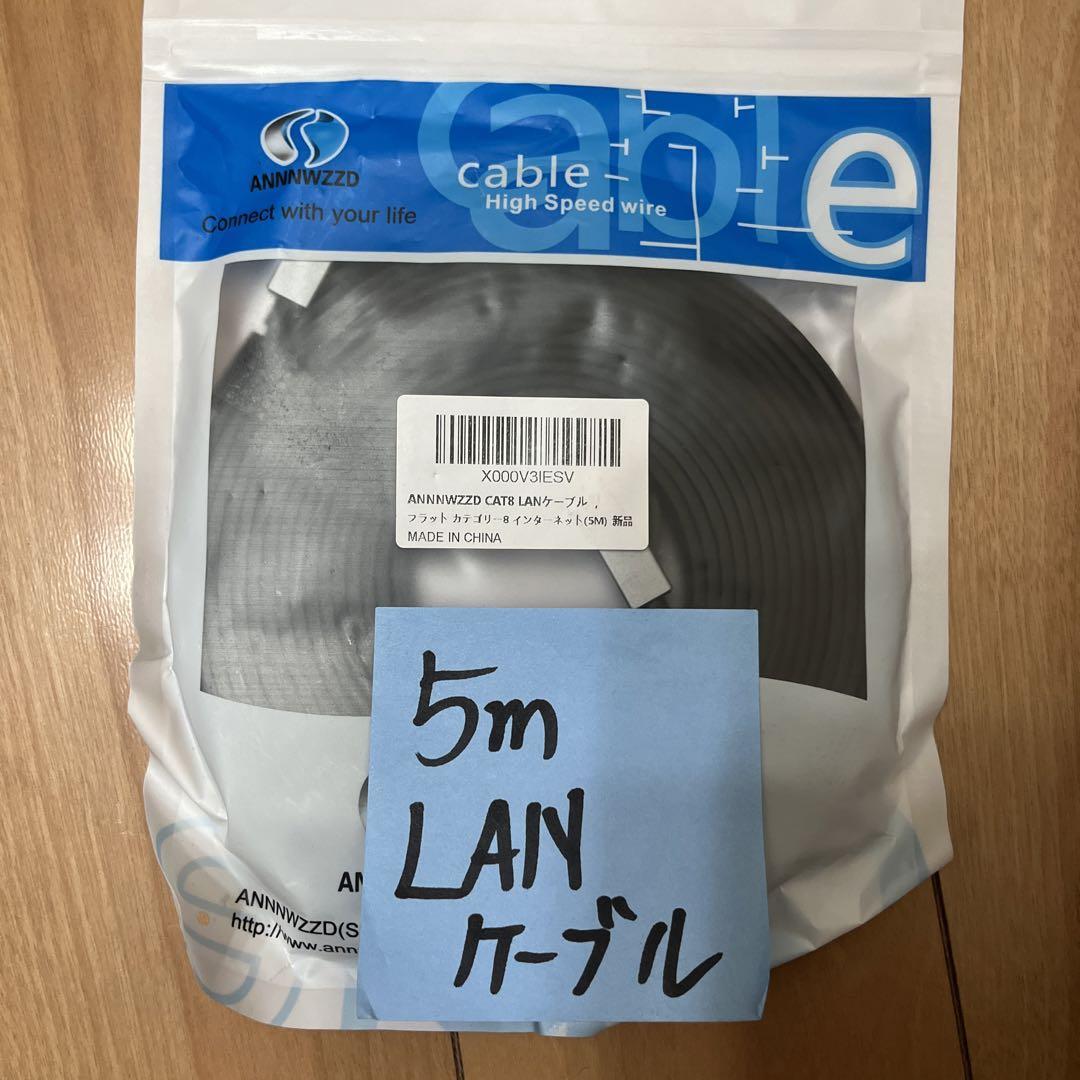 ANNNWZZD
Connect with your life
cable
High Speed wire
Cable
X000V3IESV
ANNNWZZD CAT8 LANケーブル ,
フラット カテゴリー8 インターネット(5M) 新品
MADE IN CHINA
5m
LAN
ケーブル
AN
ANNNWZZD(S
http://www.ann